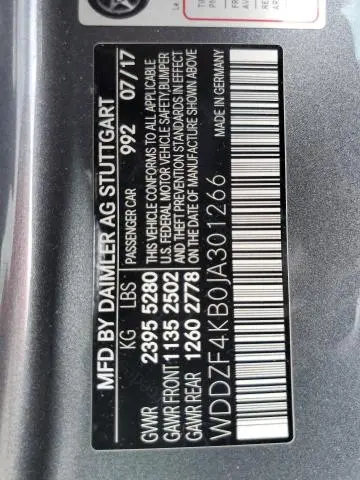 MFD BY DAIMLER AG STUTTGART
PASSENGER CAR 992 07/17
KG LBS
GVWR 2395 5280
GAWR FRONT 1135 2502
GAWR REAR 1260 2778
THIS VEHICLE CONFORMS TO ALL APPLICABLE
U.S. FEDERAL MOTOR VEHICLE SAFETY, BUMPER
AND THEFT PREVENTION STANDARDS IN EFFECT
ON THE DATE OF MANUFACTURE SHOWN ABOVE
MADE IN GERMANY
WDDZF4KB0JA301266